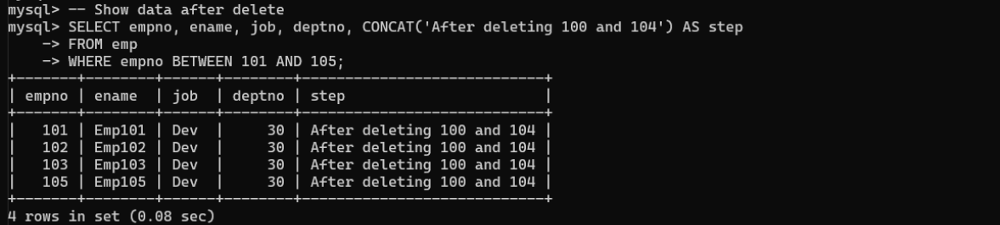 mysql> -- Show data after delete
mysql> SELECT empno, ename, job, deptno, CONCAT('After deleting 100 and 104') AS step
    -> FROM emp
    -> WHERE empno BETWEEN 101 AND 105;
+-------+--------+------+--------+----------------------------+
| empno | ename  | job  | deptno | step                       |
+-------+--------+------+--------+----------------------------+
|   101 | Emp101 | Dev  |     30 | After deleting 100 and 104 |
|   102 | Emp102 | Dev  |     30 | After deleting 100 and 104 |
|   103 | Emp103 | Dev  |     30 | After deleting 100 and 104 |
|   105 | Emp105 | Dev  |     30 | After deleting 100 and 104 |
+-------+--------+------+--------+----------------------------+
4 rows in set (0.08 sec)